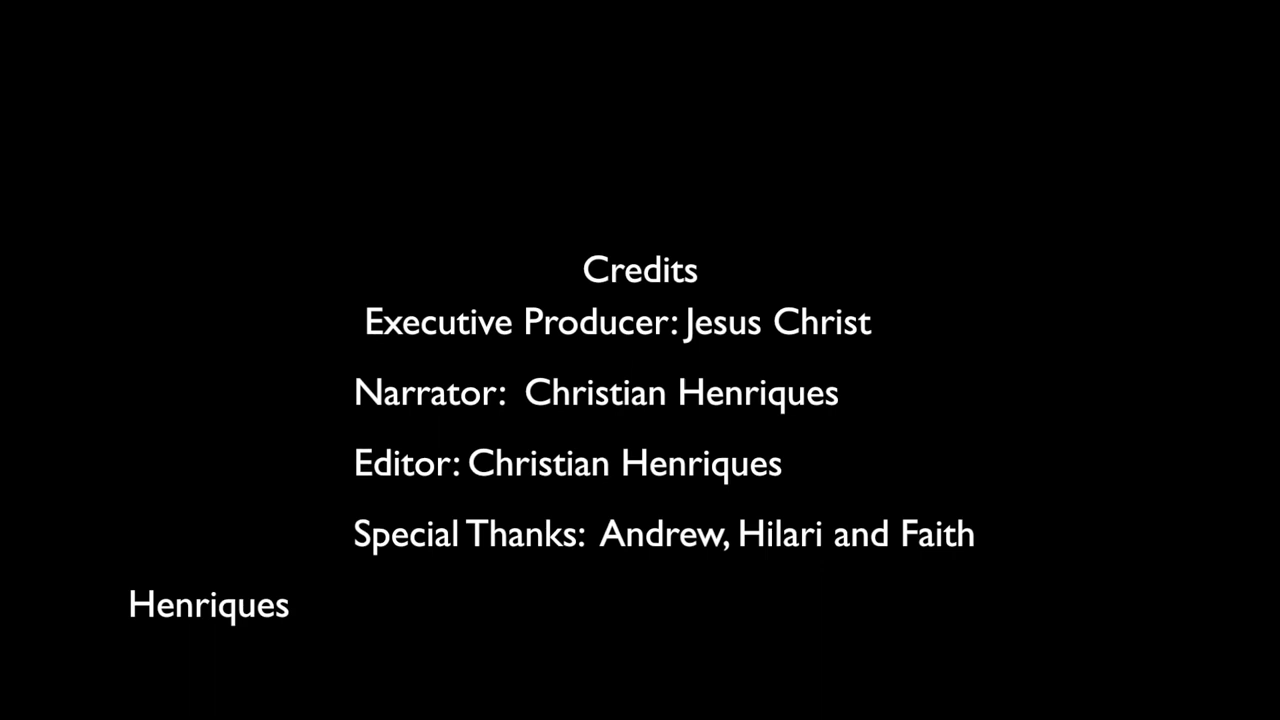 Credits
Executive Producer: Jesus Christ
Narrator:  Christian Henriques
Editor: Christian Henriques
Special Thanks:  Andrew, Hilari and Faith
Henriques